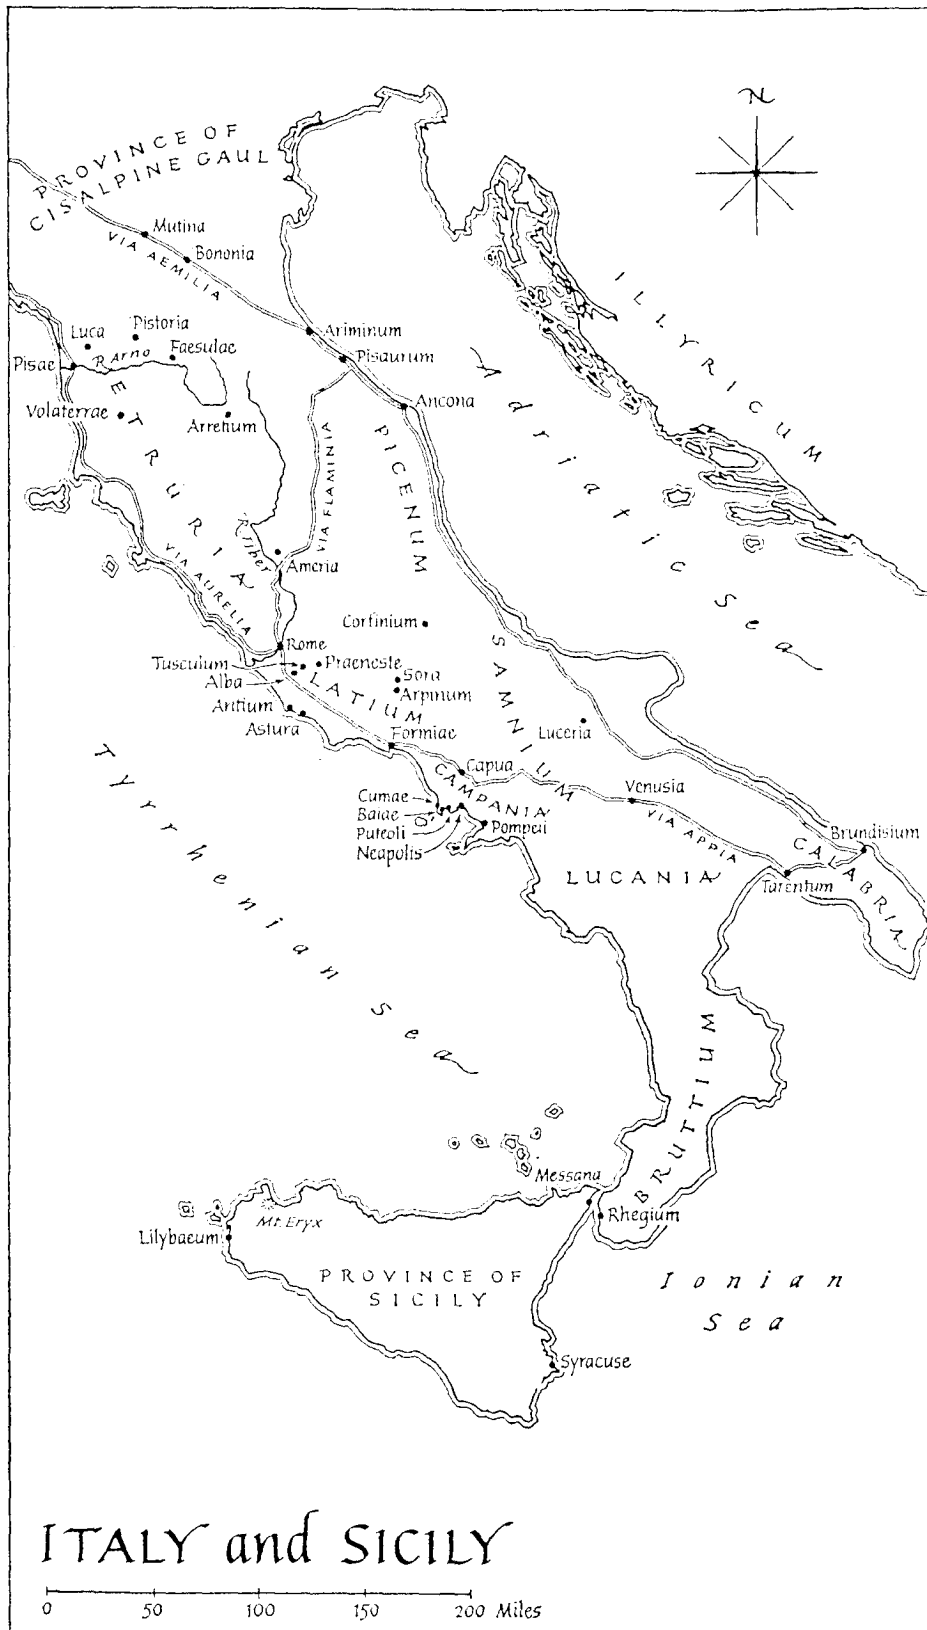 N
PROVINCE OF
CISALPINE GAUL
Mutina
VIA AEMILIA
Bononia
ILLYRICUM
Ariminum
Pisaurum
Luca
Pistoria
R. Arno
Faesulae
Pisae
ETRURIA
Volaterrae
Arretium
Ancona
Adriatic Sea
PICENUM
VIA FLAMINIA
R. Tiber
VIA AURELIA
Ameria
Corfinium
Rome
Tusculum
Praeneste
Alba
LATIUM
Sora
Arpinum
SAMNIUM
Antium
Astura
Formiae
Luceria
Capua
CAMPANIA
Venusia
VIA APPIA
Cumae
Baiae
Puteoli
Neapolis
Pompeii
Brundisium
CALABRIA
LUCANIA
Tarentum
Tyrrhenian Sea
BRUTTIUM
Messana
Rhegium
Mt. Eryx
Lilybaeum
PROVINCE OF
SICILY
Ionian
Sea
Syracuse
ITALY and SICILY
0 50 100 200 Miles